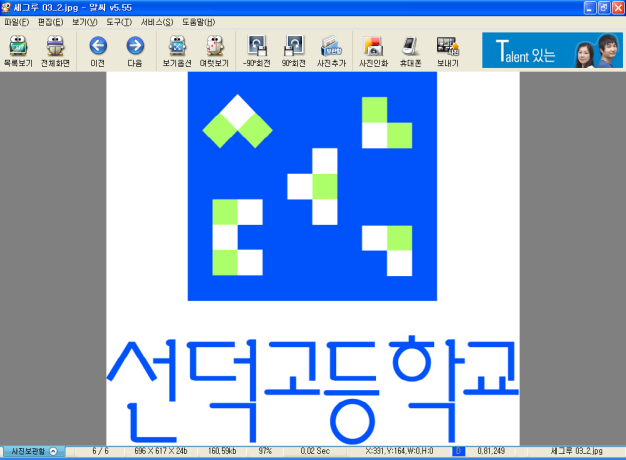 세그루 03_2.jpg - 알씨 v5.55
파일(F) 편집(E) 보기(V) 도구(T) 서비스(S) 도움말(H)
목록보기 전체화면 이전 다음 보기옵션 여럿보기 -90°회전 90°회전 사진추가 사진인화 휴대폰 보내기
Talent 있는
선덕고등학교
사진보관함 6 / 6 696 X 617 X 24b 160.59kb 97% 0.02 Sec X:331,Y:164,W:0,H:0 D 0,81,249 세그루 03_2.jpg